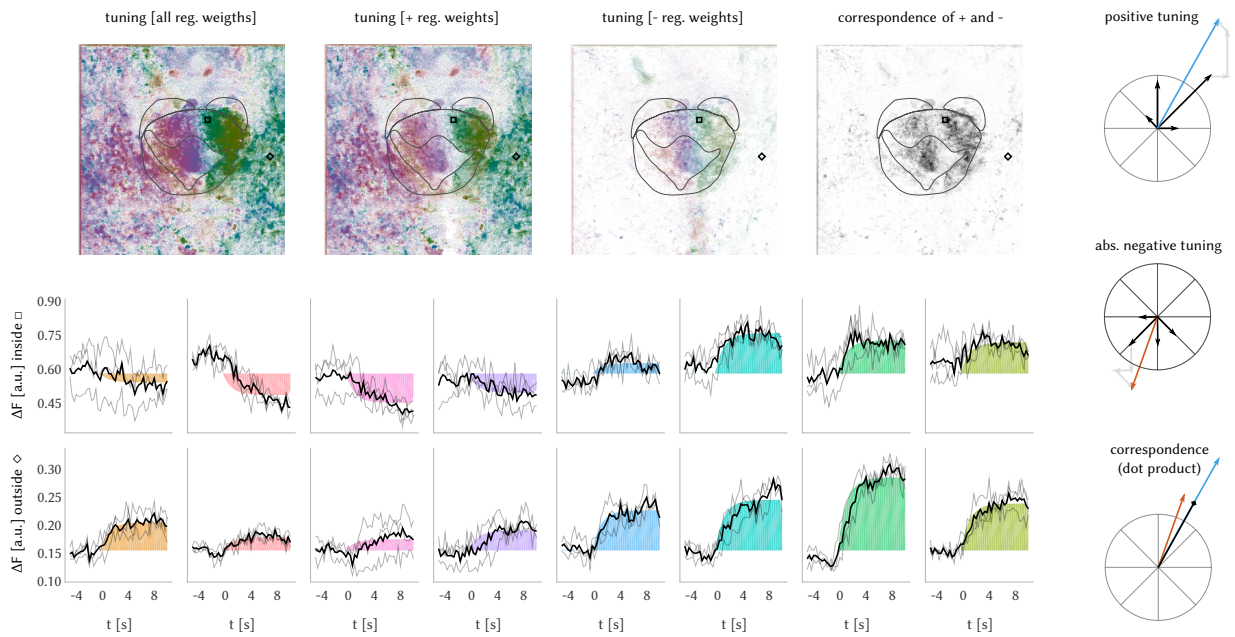 tuning [all reg. weigths]
tuning [+ reg. weights]
tuning [- reg. weights]
correspondence of + and -
positive tuning
abs. negative tuning
ΔF [a.u.] inside □
0.90
0.75
0.60
0.45
correspondence
(dot product)
ΔF [a.u.] outside ◇
0.30
0.25
0.20
0.15
0.10
-4 0 4 8 -4 0 4 8 -4 0 4 8 -4 0 4 8 -4 0 4 8 -4 0 4 8 -4 0 4 8 -4 0 4 8
t [s] t [s] t [s] t [s] t [s] t [s] t [s] t [s]